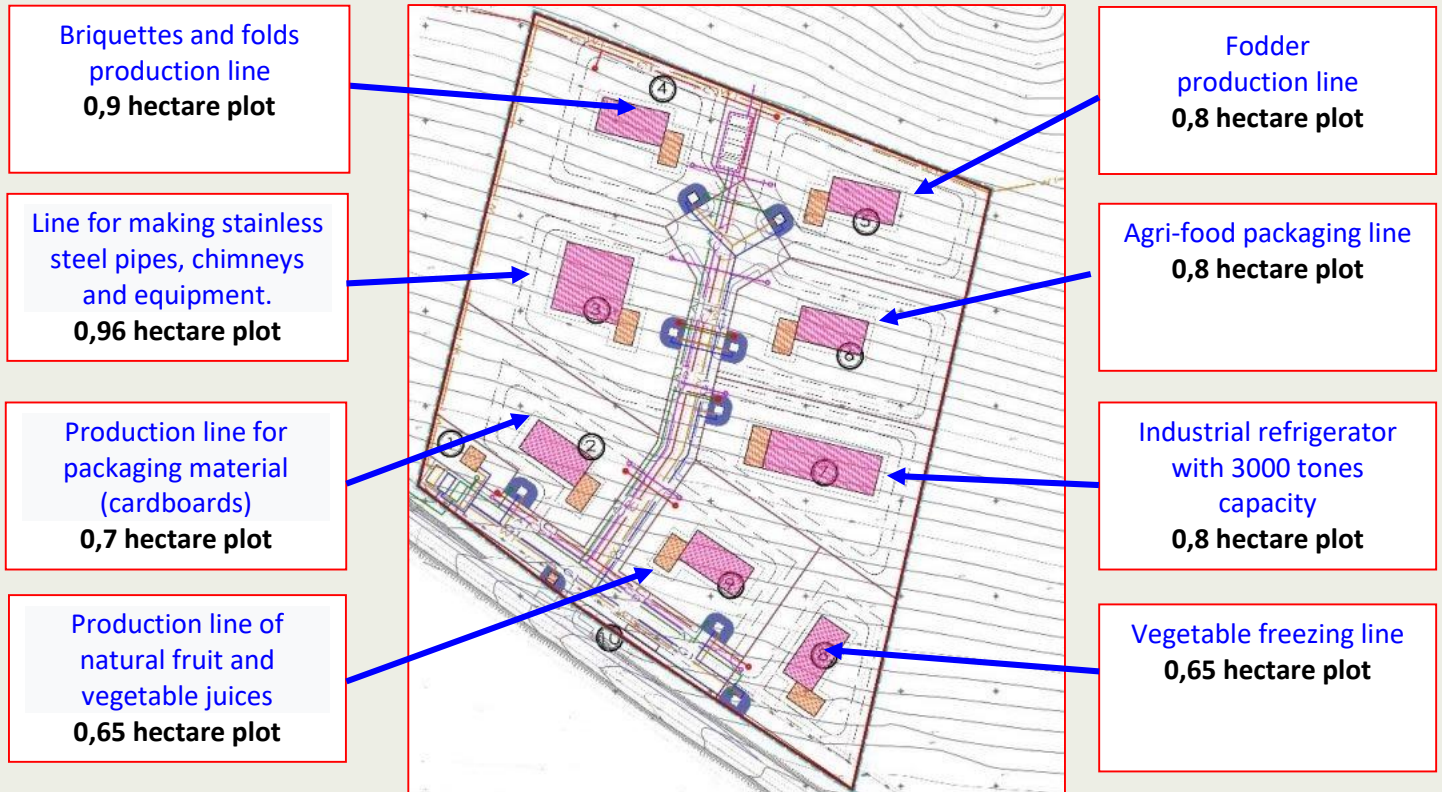 Briquettes and folds
production line
0,9 hectare plot
Line for making stainless
steel pipes, chimneys
and equipment.
0,96 hectare plot
Production line for
packaging material
(cardboards)
0,7 hectare plot
Production line of
natural fruit and
vegetable juices
0,65 hectare plot
4
5
3
6
1
2
7
9
8
10
Fodder
production line
0,8 hectare plot
Agri-food packaging line
0,8 hectare plot
Industrial refrigerator
with 3000 tones
capacity
0,8 hectare plot
Vegetable freezing line
0,65 hectare plot